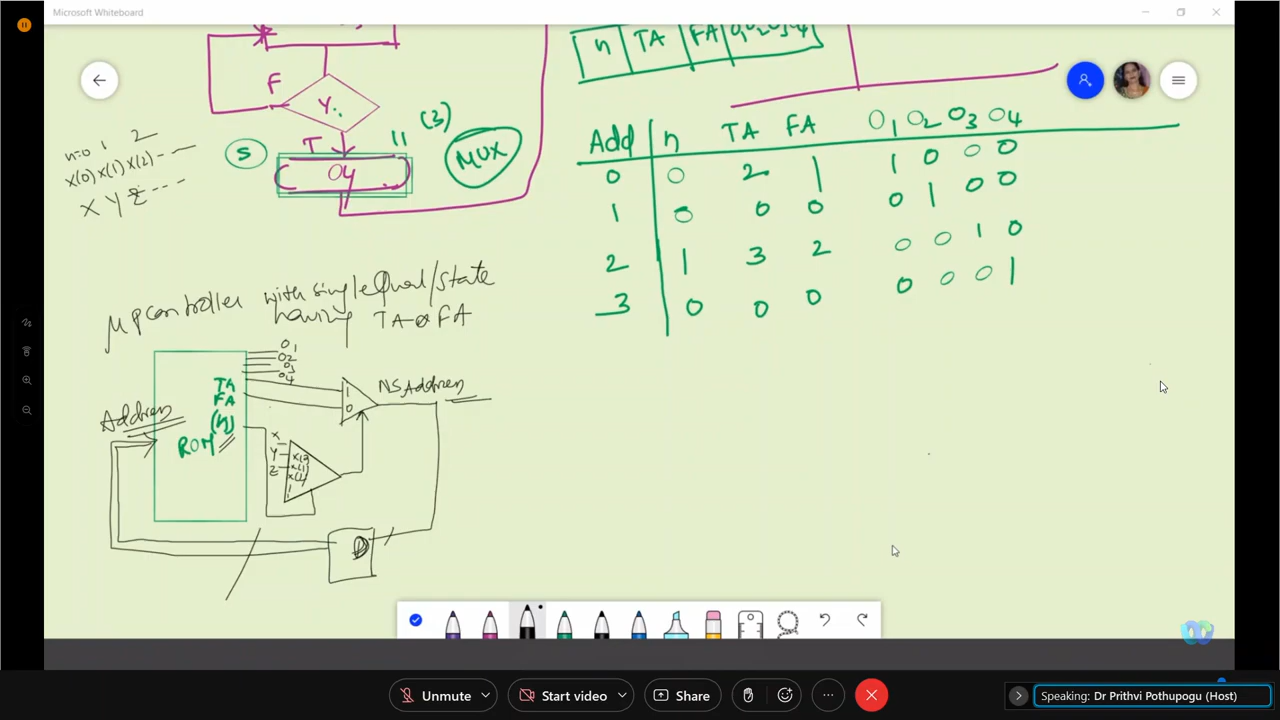 Microsoft Whiteboard
n TA FA
F
Y
T
11 (3)
O4
S
MUX
n=0 1 2
x(0) x(1) x(2) ---
X Y Z ---
Add n TA FA O1 O2 O3 O4
0 0 2 1 1 0 0 0
1 0 0 0 0 1 0 0
2 1 3 2 0 0 1 0
3 0 0 0 0 0 0 1
μp controller with single /state
having TA & FA
O1
O2
O3
O4
TA
FA
(n)
ROM
Address
1
0
NS Address
X
Y
Z
x(1)
D
Unmute
Start video
Share
Speaking: Dr Prithvi Pothupogu (Host)